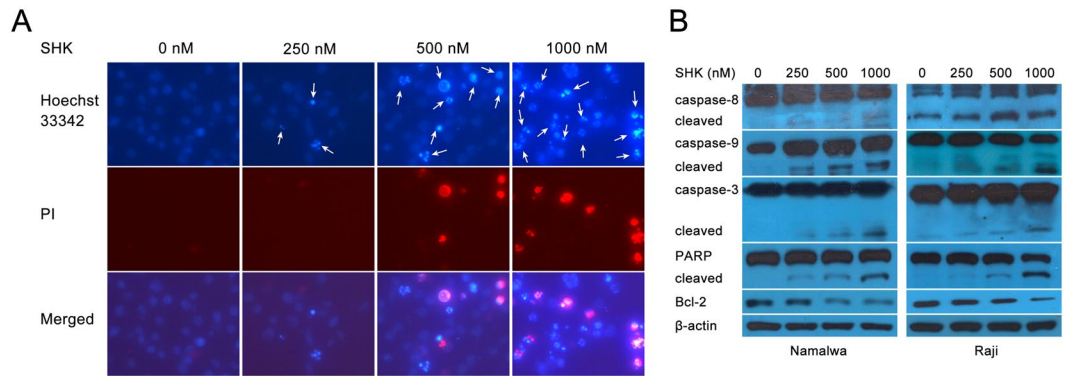 A
SHK 0 nM 250 nM 500 nM 1000 nM
Hoechst
33342
PI
Merged
B
SHK (nM) 0 250 500 1000 0 250 500 1000
caspase-8
cleaved
caspase-9
cleaved
caspase-3
cleaved
PARP
cleaved
Bcl-2
β-actin
Namalwa Raji